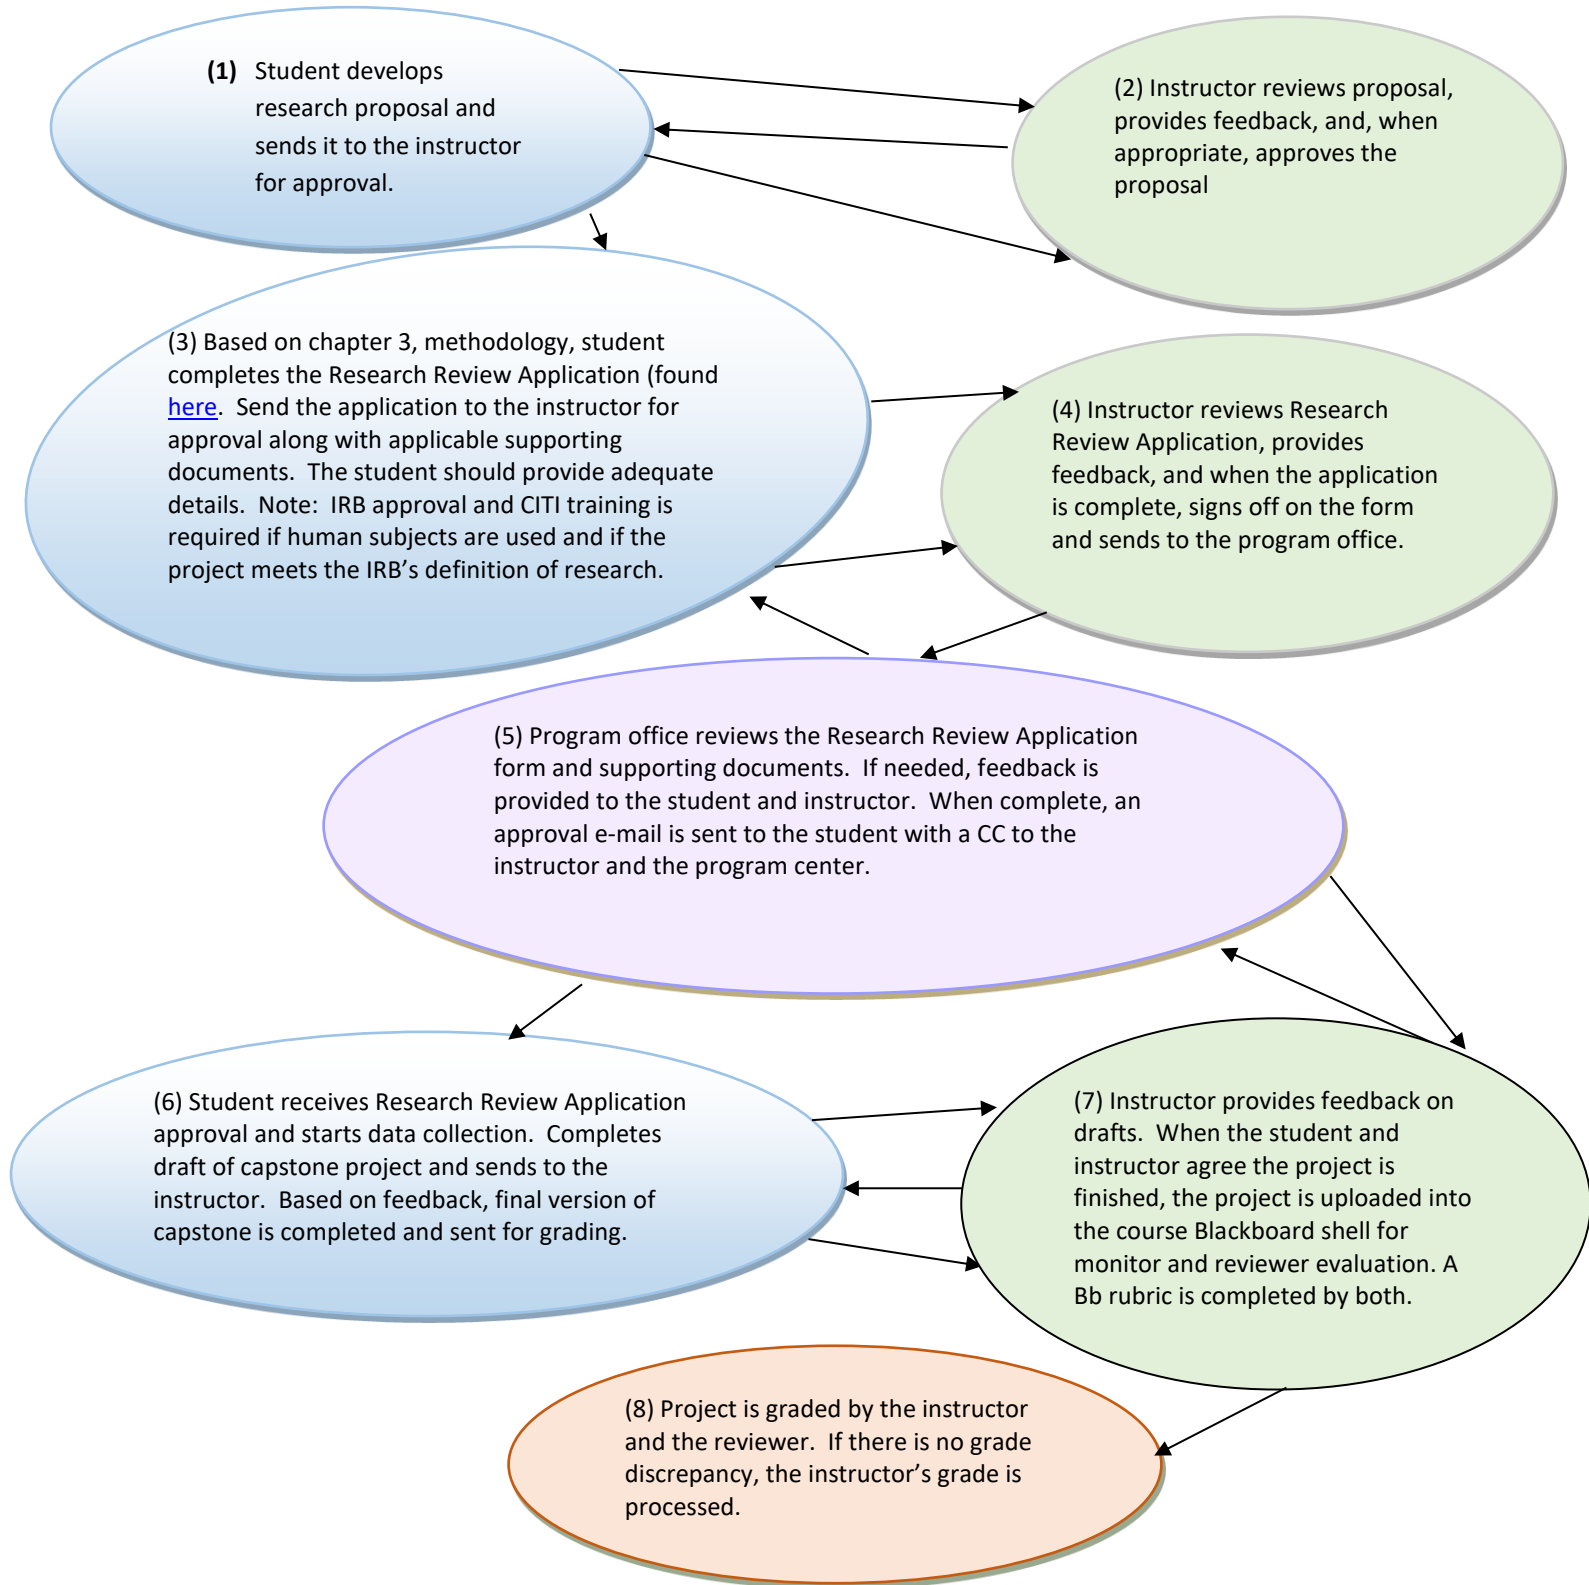 (1) Student develops
research proposal and
sends it to the instructor
for approval.
(2) Instructor reviews proposal,
provides feedback, and, when
appropriate, approves the
proposal
(3) Based on chapter 3, methodology, student
completes the Research Review Application (found
here.  Send the application to the instructor for
approval along with applicable supporting
documents.  The student should provide adequate
details.  Note:  IRB approval and CITI training is
required if human subjects are used and if the
project meets the IRB’s definition of research.
(4) Instructor reviews Research
Review Application, provides
feedback, and when the application
is complete, signs off on the form
and sends to the program office.
(5) Program office reviews the Research Review Application
form and supporting documents.  If needed, feedback is
provided to the student and instructor.  When complete, an
approval e-mail is sent to the student with a CC to the
instructor and the program center.
(6) Student receives Research Review Application
approval and starts data collection.  Completes
draft of capstone project and sends to the
instructor.  Based on feedback, final version of
capstone is completed and sent for grading.
(7) Instructor provides feedback on
drafts.  When the student and
instructor agree the project is
finished, the project is uploaded into
the course Blackboard shell for
monitor and reviewer evaluation. A
Bb rubric is completed by both.
(8) Project is graded by the instructor
and the reviewer.  If there is no grade
discrepancy, the instructor’s grade is
processed.